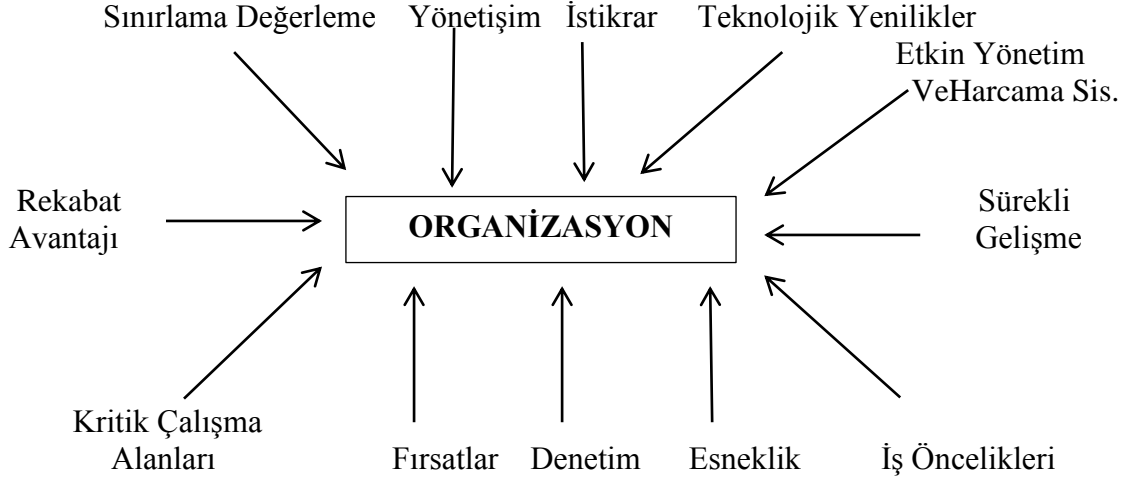 Sınırlama Değerleme Yönetişim İstikrar Teknolojik Yenilikler
Etkin Yönetim
VeHarcama Sis.
Rekabat
Avantajı
ORGANİZASYON
Sürekli
Gelişme
Kritik Çalışma
Alanları
Fırsatlar Denetim Esneklik İş Öncelikleri